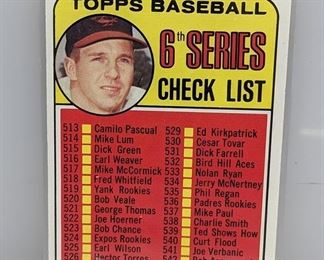 TOPPS BASEBALL
6th SERIES
CHECK LIST
513 Camilo Pascual
514 Mike Lum
515 Dick Green
516 Earl Weaver
517 Mike McCormick
518 Fred Whitfield
519 Yank Rookies
520 Bob Veale
521 George Thomas
522 Joe Hoerner
523 Bob Chance
524 Expos Rookies
525 Earl Wilson
526 Hector Torres
529 Ed Kirkpatrick
530 Cesar Tovar
531 Dick Farrell
532 Bird Hill Aces
533 Nolan Ryan
534 Jerry McNertney
535 Phil Regan
536 Padres Rookies
537 Mike Paul
538 Charlie Smith
539 Ted Shows How
540 Curt Flood
541 Joe Verbanic
542